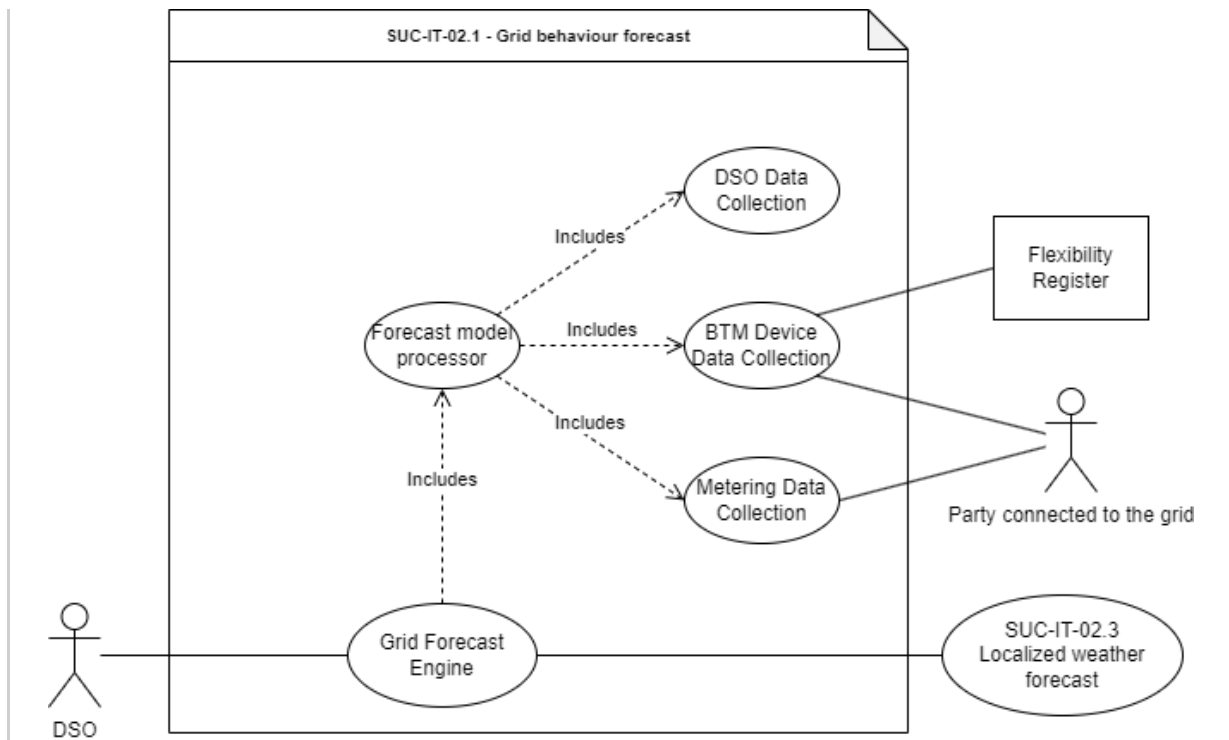 SUC-IT-02.1 - Grid behaviour forecast
DSO Data
Collection
Includes
Flexibility
Register
Forecast model
processor
Includes
BTM Device
Data Collection
Includes
Includes
Metering Data
Collection
Party connected to the grid
Grid Forecast
Engine
SUC-IT-02.3
Localized weather
forecast
DSO